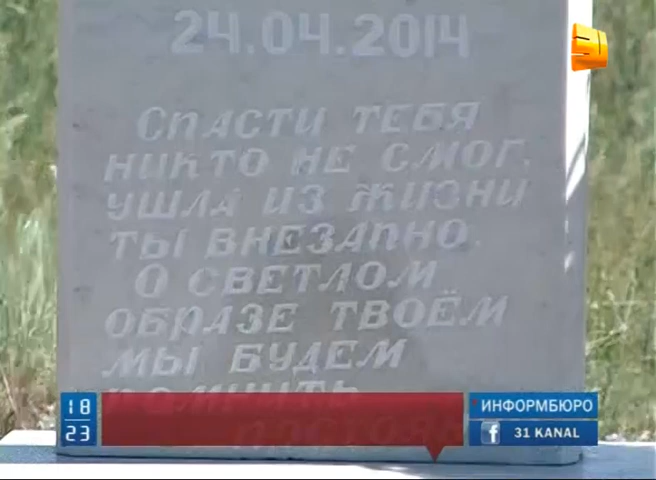 24.04.2014
Спасти тебя
никто не смог,
ушла из жизни
ты внезапно.
О светлом
образе твоём
мы будем
помнить
18
23
ИНФОРМБЮРО
31 KANAL